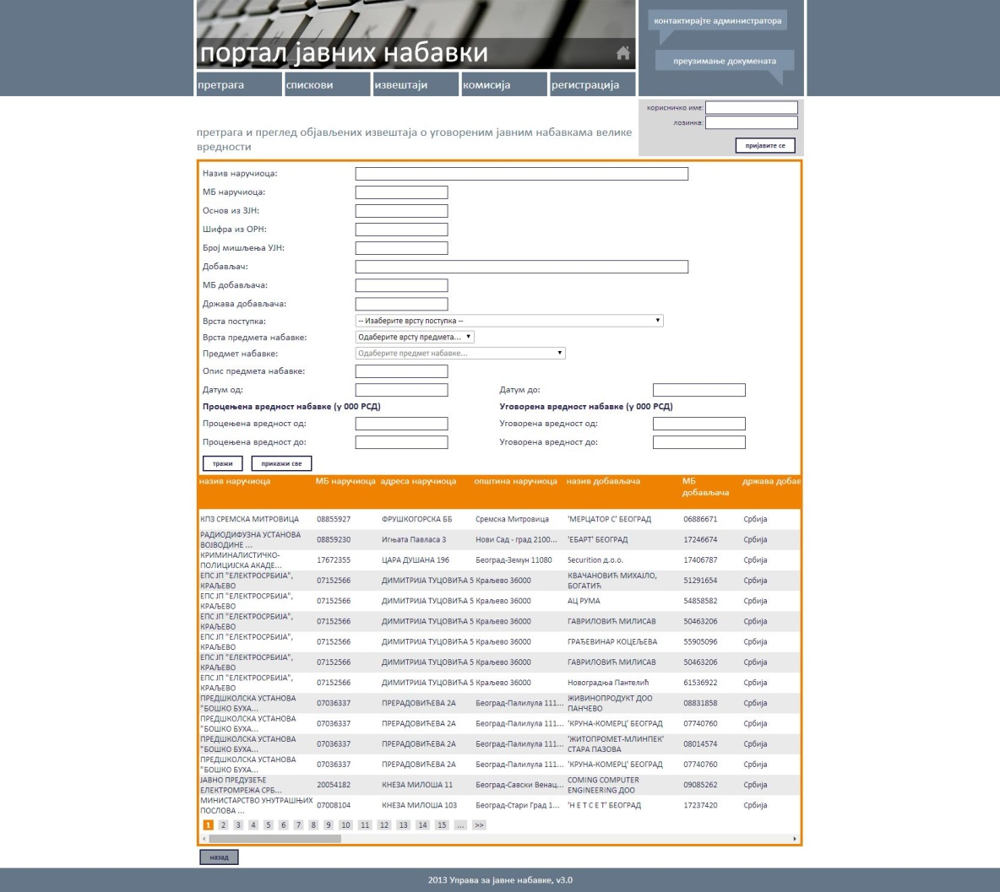 контактирајте администратора
портал јавних набавки
преузимање докумената
претрага
спискови
извештаји
комисија
регистрација
корисничко име:
лозинка:
пријавите се
претрага и преглед објављених извештаја о уговореним јавним набавкама велике
вредности
Назив наручиоца:
МБ наручиоца:
Основ из ЗЈН:
Шифра из ОРН:
Број мишљења УЈН:
Добављач:
МБ добављача:
Држава добављача:
Врста поступка: -- Изаберите врсту поступка --
Врста предмета набавке: Одаберите врсту предмета...
Предмет набавке: Одаберите предмет набавке...
Опис предмета набавке:
Датум од: Датум до:
Процењена вредност набавке (у 000 РСД) Уговорена вредност набавке (у 000 РСД)
Процењена вредност од: Уговорена вредност од:
Процењена вредност до: Уговорена вредност до:
тражи прикажи све
назив наручиоца МБ наручиоца адреса наручиоца општина наручиоца назив добављача МБ добављача држава добав
КПЗ СРЕМСКА МИТРОВИЦА 08855927 ФРУШКОГОРСКА ББ Сремска Митровица 'МЕРЦАТОР С' БЕОГРАД 06886671 Србија
РАДИОДИФУЗНА УСТАНОВА ВОЈВОДИНЕ ... 08859230 Игњата Павласа 3 Нови Сад - град 2100... 'ЕБАРТ' БЕОГРАД 17246674 Србија
КРИМИНАЛИСТИЧКО-ПОЛИЦИЈСКА АКАДЕ... 17672355 ЦАРА ДУШАНА 196 Београд-Земун 11080 Securition д.о.о. 17406787 Србија
ЕПС ЈП "ЕЛЕКТРОСРБИЈА", КРАЉЕВО 07152566 ДИМИТРИЈА ТУЦОВИЋА 5 Краљево 36000 КВАЧАНОВИЋ МИХАЈЛО, БОГАТИЋ 51291654 Србија
ЕПС ЈП "ЕЛЕКТРОСРБИЈА", КРАЉЕВО 07152566 ДИМИТРИЈА ТУЦОВИЋА 5 Краљево 36000 АЦ РУМА 54858582 Србија
ЕПС ЈП "ЕЛЕКТРОСРБИЈА", КРАЉЕВО 07152566 ДИМИТРИЈА ТУЦОВИЋА 5 Краљево 36000 ГАВРИЛОВИЋ МИЛИСАВ 50463206 Србија
ЕПС ЈП "ЕЛЕКТРОСРБИЈА", КРАЉЕВО 07152566 ДИМИТРИЈА ТУЦОВИЋА 5 Краљево 36000 ГРАЂЕВИНАР КОЦЕЉЕВА 55905096 Србија
ЕПС ЈП "ЕЛЕКТРОСРБИЈА", КРАЉЕВО 07152566 ДИМИТРИЈА ТУЦОВИЋА 5 Краљево 36000 ГАВРИЛОВИЋ МИЛИСАВ 50463206 Србија
ЕПС ЈП "ЕЛЕКТРОСРБИЈА", КРАЉЕВО 07152566 ДИМИТРИЈА ТУЦОВИЋА 5 Краљево 36000 Новоградња Пантелић 61536922 Србија
ПРЕДШКОЛСКА УСТАНОВА "БОШКО БУХА... 07036337 ПРЕРАДОВИЋЕВА 2А Београд-Палилула 111... ЖИВИНОПРОДУКТ ДОО ПАНЧЕВО 08831858 Србија
ПРЕДШКОЛСКА УСТАНОВА "БОШКО БУХА... 07036337 ПРЕРАДОВИЋЕВА 2А Београд-Палилула 111... 'КРУНА-КОМЕРЦ' БЕОГРАД 07740760 Србија
ПРЕДШКОЛСКА УСТАНОВА "БОШКО БУХА... 07036337 ПРЕРАДОВИЋЕВА 2А Београд-Палилула 111... 'ЖИТОПРОМЕТ-МЛИНПЕК' СТАРА ПАЗОВА 08014574 Србија
ПРЕДШКОЛСКА УСТАНОВА "БОШКО БУХА... 07036337 ПРЕРАДОВИЋЕВА 2А Београд-Палилула 111... 'КРУНА-КОМЕРЦ' БЕОГРАД 07740760 Србија
ЈАВНО ПРЕДУЗЕЋЕ ЕЛЕКТРОМРЕЖА СРБ... 20054182 КНЕЗА МИЛОША 11 Београд-Савски Венац... COMING COMPUTER ENGINEERING ДОО 09085262 Србија
МИНИСТАРСТВО УНУТРАШЊИХ ПОСЛОВА ... 07008104 КНЕЗА МИЛОША 103 Београд-Стари Град 1... 'Н Е Т С Е Т' БЕОГРАД 17237420 Србија
1 2 3 4 5 6 7 8 9 10 11 12 13 14 15 ... >>
назад
2013 Управа за јавне набавке, v3.0